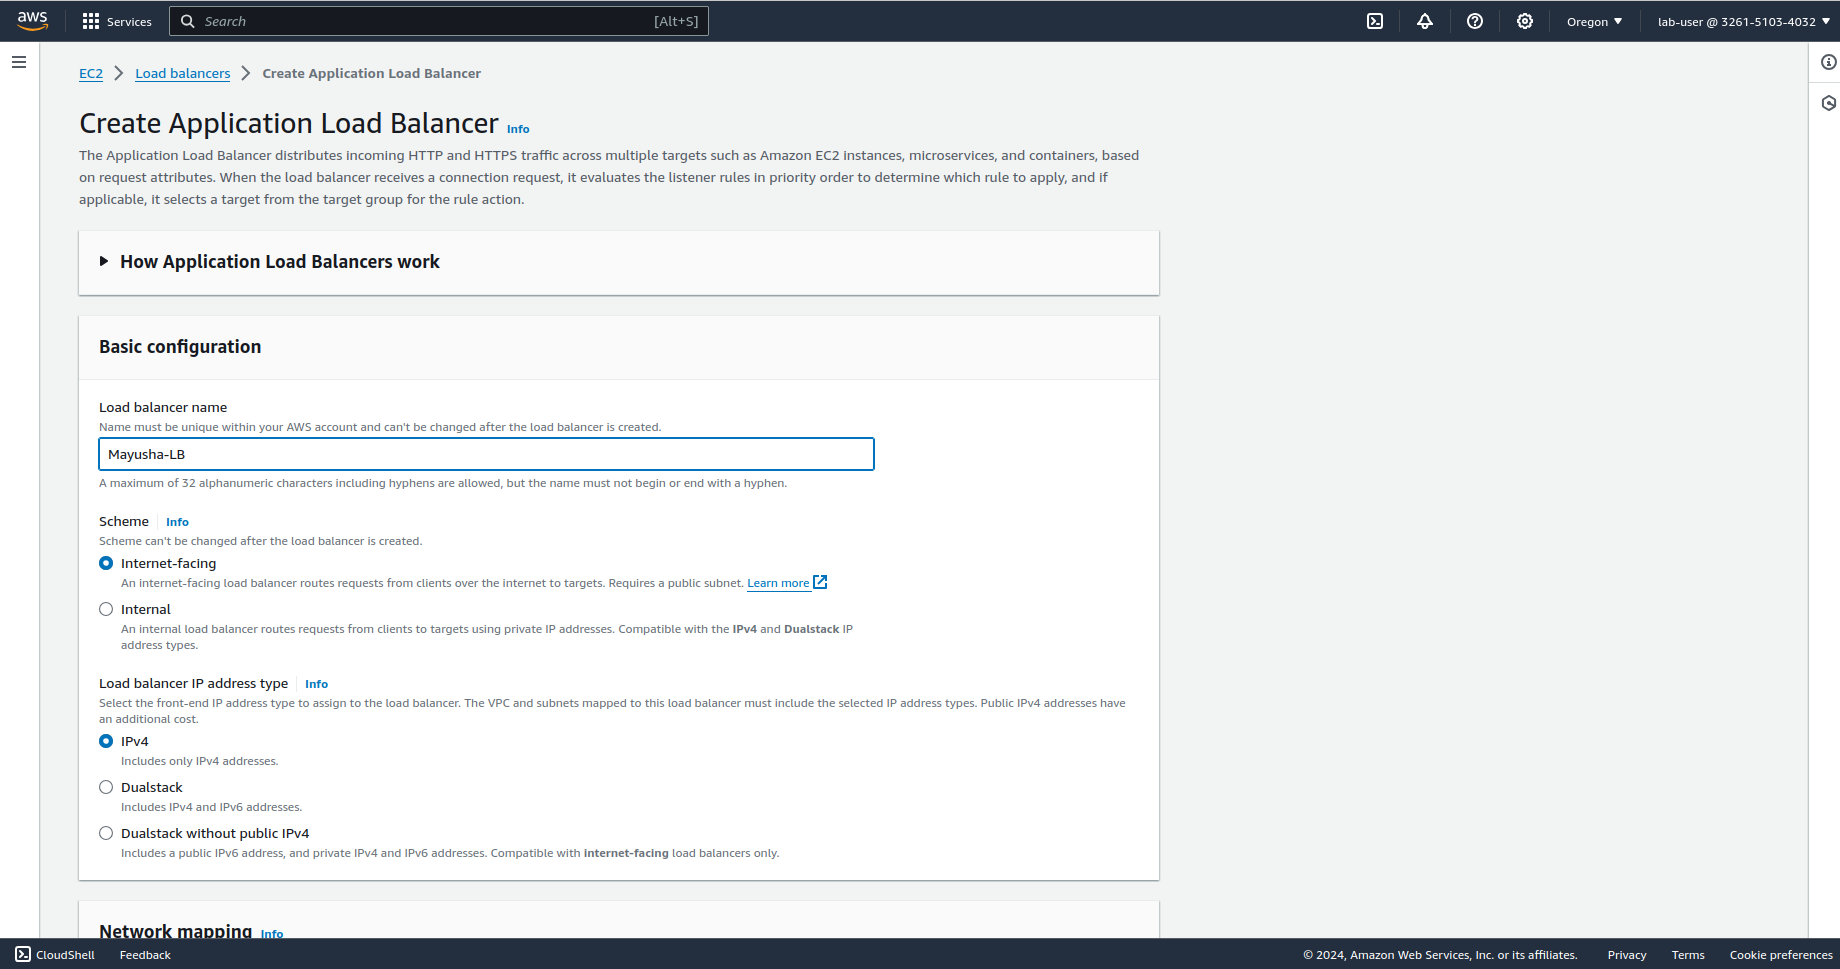 aws
Services
Search
[Alt+S]
Oregon
lab-user @ 3261-5103-4032
EC2
Load balancers
Create Application Load Balancer
Create Application Load Balancer Info
The Application Load Balancer distributes incoming HTTP and HTTPS traffic across multiple targets such as Amazon EC2 instances, microservices, and containers, based
on request attributes. When the load balancer receives a connection request, it evaluates the listener rules in priority order to determine which rule to apply, and if
applicable, it selects a target from the target group for the rule action.
How Application Load Balancers work
Basic configuration
Load balancer name
Name must be unique within your AWS account and can't be changed after the load balancer is created.
Mayusha-LB
A maximum of 32 alphanumeric characters including hyphens are allowed, but the name must not begin or end with a hyphen.
Scheme Info
Scheme can't be changed after the load balancer is created.
Internet-facing
An internet-facing load balancer routes requests from clients over the internet to targets. Requires a public subnet. Learn more
Internal
An internal load balancer routes requests from clients to targets using private IP addresses. Compatible with the IPv4 and Dualstack IP
address types.
Load balancer IP address type Info
Select the front-end IP address type to assign to the load balancer. The VPC and subnets mapped to this load balancer must include the selected IP address types. Public IPv4 addresses have
an additional cost.
IPv4
Includes only IPv4 addresses.
Dualstack
Includes IPv4 and IPv6 addresses.
Dualstack without public IPv4
Includes a public IPv6 address, and private IPv4 and IPv6 addresses. Compatible with internet-facing load balancers only.
Network mapping Info
CloudShell
Feedback
© 2024, Amazon Web Services, Inc. or its affiliates.
Privacy
Terms
Cookie preferences